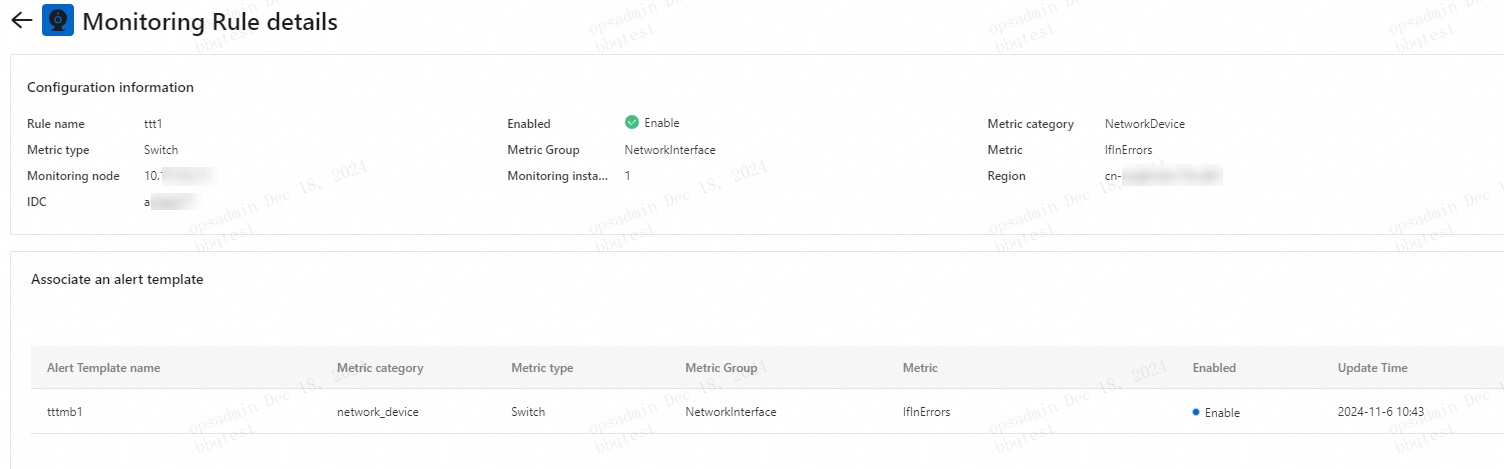 Monitoring Rule details
Configuration information
Rule name ttt1 Enabled Enable Metric category NetworkDevice
Metric type Switch Metric Group NetworkInterface Metric IfInErrors
Monitoring node 10. Monitoring insta... 1 Region cn-
IDC a
Associate an alert template
Alert Template name Metric category Metric type Metric Group Metric Enabled Update Time
tttmb1 network_device Switch NetworkInterface IfInErrors Enable 2024-11-6 10:43
opsadmin Dec 18, 2024
bbqtest